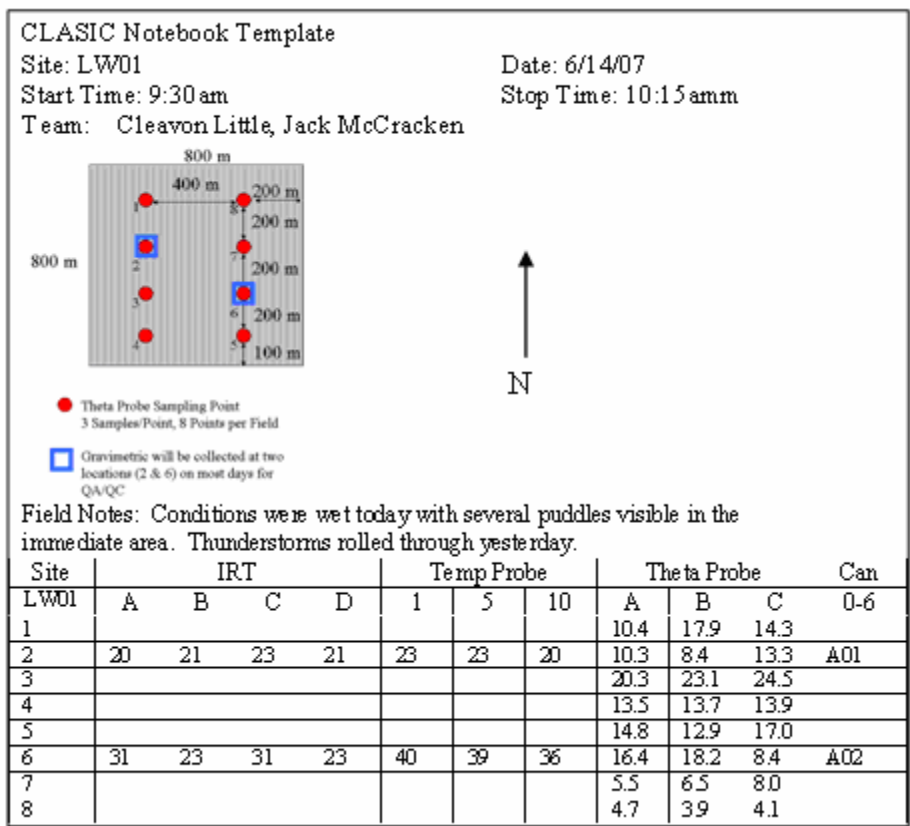 CLASIC Notebook Template
Site: LW01 Date: 6/14/07
Start Time: 9:30am Stop Time: 10:15amm
Team: Cleavon Little, Jack McCracken
800 m
400 m 200 m
1 8
200 m
800 m
2 7
200 m
3 6
200 m
4 5
100 m
N
Theta Probe Sampling Point
3 Samples/Point, 8 Points per Field
Gravimetric will be collected at two
locations (2 & 6) on most days for
QA/QC
Field Notes: Conditions were wet today with several puddles visible in the
immediate area. Thunderstorms rolled through yesterday.
Site IRT Temp Probe Theta Probe Can
LW01 A B C D 1 5 10 A B C 0-6
1 10.4 17.9 14.3
2 20 21 23 21 23 23 20 10.3 8.4 13.3 A01
3 20.3 23.1 24.5
4 13.5 13.7 13.9
5 14.8 12.9 17.0
6 31 23 31 23 40 39 36 16.4 18.2 8.4 A02
7 5.5 6.5 8.0
8 4.7 3.9 4.1